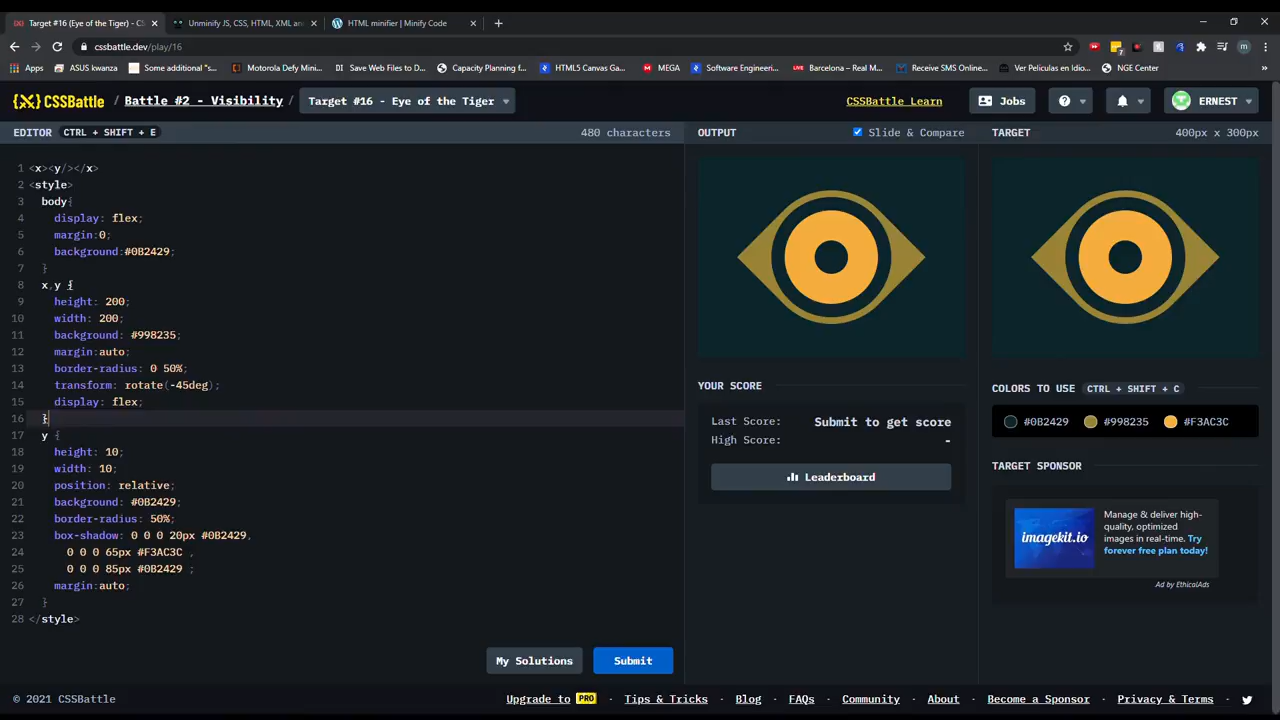 Target #16 (Eye of the Tiger) - CS
Unminify JS, CSS, HTML, XML an
HTML minifier | Minify Code
cssbattle.dev/play/16
Apps
ASUS kwanza
Some additional "s...
Motorola Defy Mini...
Save Web Files to D...
Capacity Planning f...
HTML5 Canvas Ga...
MEGA
Software Engineeri...
Barcelona – Real M...
Receive SMS Online...
Ver Peliculas en Idio...
NGE Center
»
CSSBattle / Battle #2 - Visibility / Target #16 - Eye of the Tiger
CSSBattle Learn
Jobs
ERNEST
EDITOR CTRL + SHIFT + E 480 characters
OUTPUT Slide & Compare
TARGET 400px x 300px
1 <x><y/></x>
2 <style>
3 body{
4 display: flex;
5 margin:0;
6 background:#0B2429;
7 }
8 x,y {
9 height: 200;
10 width: 200;
11 background: #998235;
12 margin:auto;
13 border-radius: 0 50%;
14 transform: rotate(-45deg);
15 display: flex;
16 }
17 y {
18 height: 10;
19 width: 10;
20 position: relative;
21 background: #0B2429;
22 border-radius: 50%;
23 box-shadow: 0 0 0 20px #0B2429,
24 0 0 0 65px #F3AC3C ,
25 0 0 0 85px #0B2429 ;
26 margin:auto;
27 }
28 </style>
My Solutions
Submit
YOUR SCORE
Last Score: Submit to get score
High Score: -
Leaderboard
COLORS TO USE CTRL + SHIFT + C
#0B2429 #998235 #F3AC3C
TARGET SPONSOR
imagekit.io
Manage & deliver high-
quality, optimized
images in real-time. Try
forever free plan today!
Ad by EthicalAds
© 2021 CSSBattle
Upgrade to PRO · Tips & Tricks · Blog · FAQs · Community · About · Become a Sponsor · Privacy & Terms ·